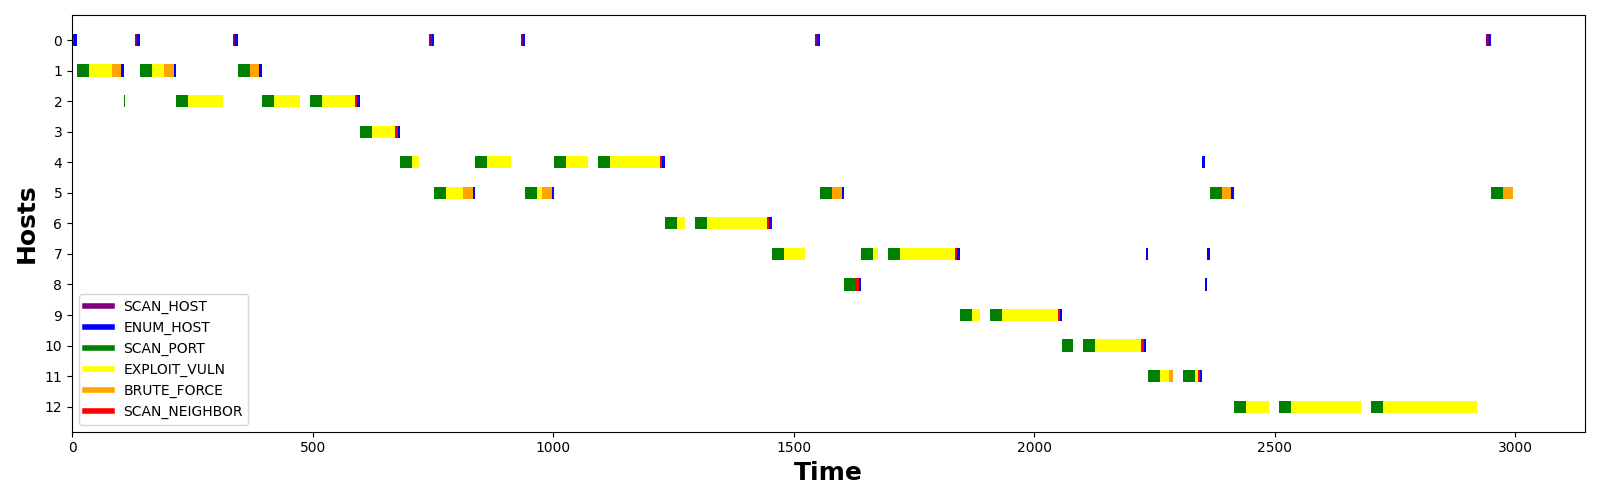 Hosts
0
1
2
3
4
5
6
7
8
9
10
11
12
SCAN_HOST
ENUM_HOST
SCAN_PORT
EXPLOIT_VULN
BRUTE_FORCE
SCAN_NEIGHBOR
0 500 1000 1500 2000 2500 3000
Time